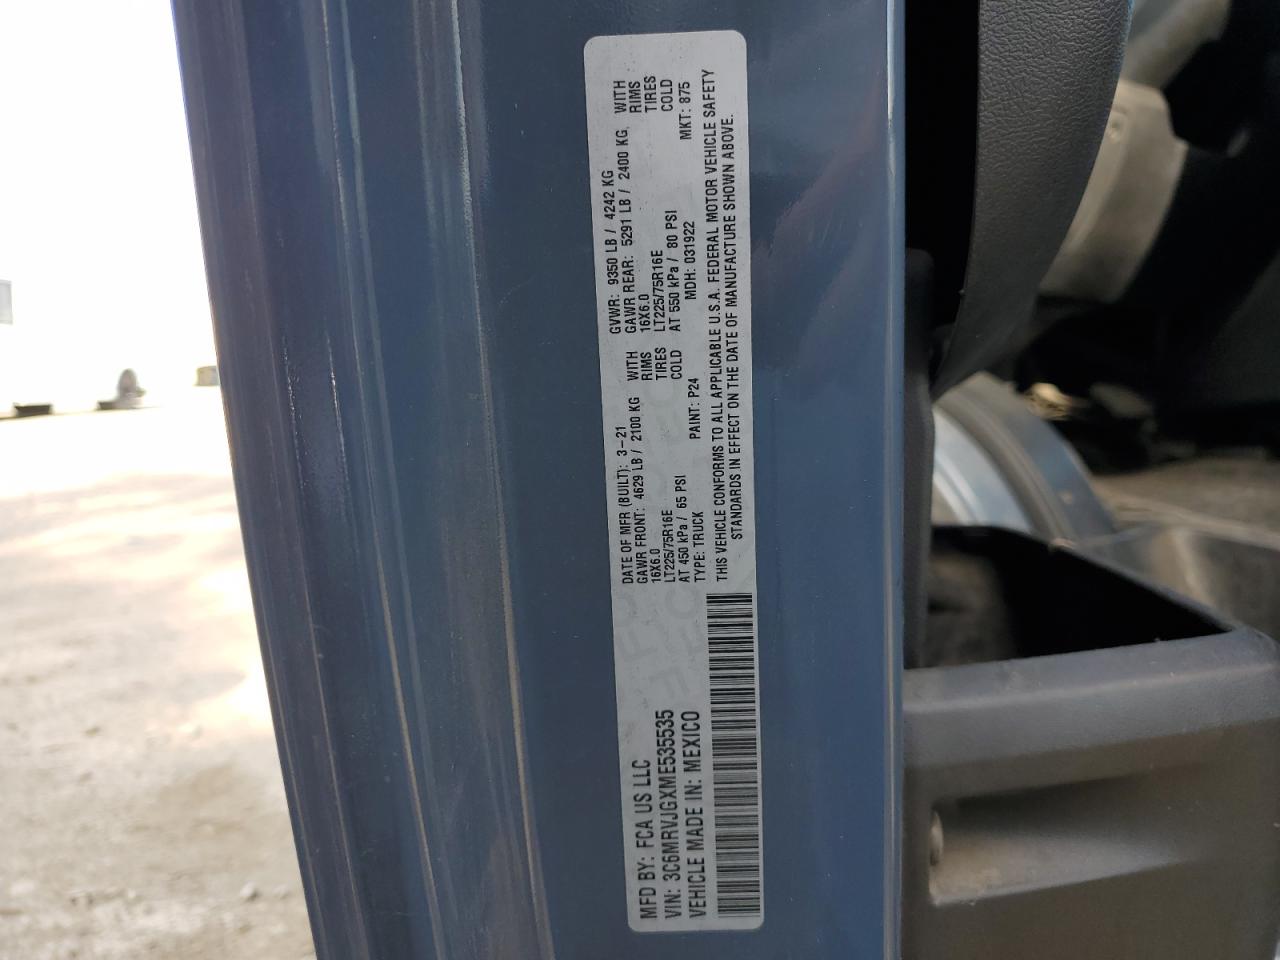 MFD BY: FCA US LLC
VIN: 3C6MRVJGXME535535
VEHICLE MADE IN: MEXICO
DATE OF MFR (BUILT): 3-21 GVWR: 9350 LB / 4242 KG
GAWR FRONT: 4629 LB / 2100 KG WITH GAWR REAR: 5291 LB / 2400 KG, WITH
16X6.0 RIMS 16X6.0 RIMS
LT225/75R16E TIRES LT225/75R16E TIRES
AT 450 kPa / 65 PSI COLD AT 550 kPa / 80 PSI COLD
TYPE: TRUCK PAINT: P24 MDH: 031922 MKT: 875
THIS VEHICLE CONFORMS TO ALL APPLICABLE U.S.A. FEDERAL MOTOR VEHICLE SAFETY
STANDARDS IN EFFECT ON THE DATE OF MANUFACTURE SHOWN ABOVE.